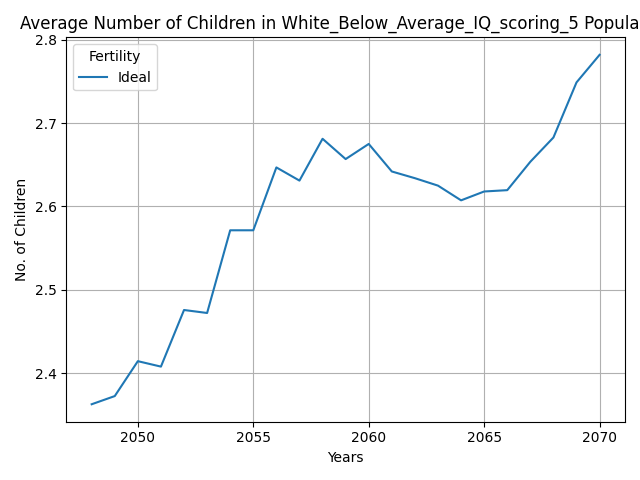 Average Number of Children in White_Below_Average_IQ_scoring_5 Popula
Fertility
Ideal
2.8
2.7
2.6
2.5
2.4
No. of Children
2050 2055 2060 2065 2070
Years